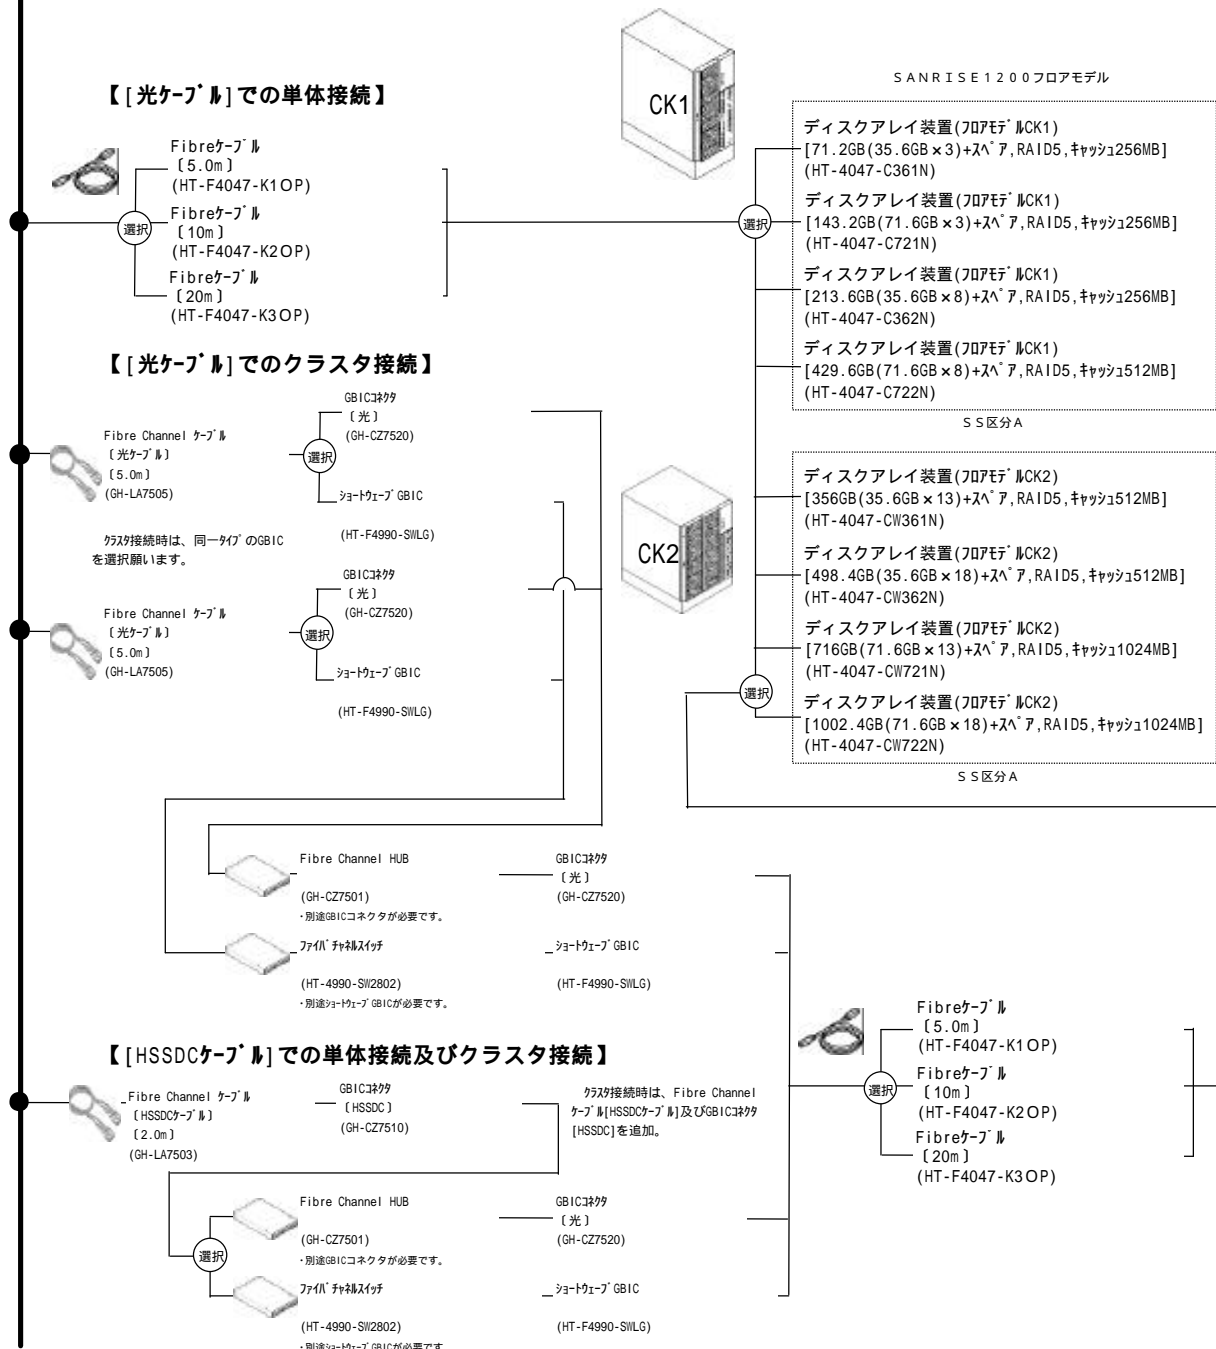 【[光ｹｰﾌﾞﾙ]での単体接続】
Fibreｹｰﾌﾞﾙ
〔5.0m〕
(HT-F4047-K1OP)
選択
Fibreｹｰﾌﾞﾙ
〔10m〕
(HT-F4047-K2OP)
Fibreｹｰﾌﾞﾙ
〔20m〕
(HT-F4047-K3OP)
CK1
SANRISE1200フロアモデル
ディスクアレイ装置(ﾌﾛｱﾓﾃﾞﾙCK1)
[71.2GB(35.6GB×3)+ｽﾍﾟｱ,RAID5,ｷｬｯｼｭ256MB]
(HT-4047-C361N)
選択
ディスクアレイ装置(ﾌﾛｱﾓﾃﾞﾙCK1)
[143.2GB(71.6GB×3)+ｽﾍﾟｱ,RAID5,ｷｬｯｼｭ256MB]
(HT-4047-C721N)
ディスクアレイ装置(ﾌﾛｱﾓﾃﾞﾙCK1)
[213.6GB(35.6GB×8)+ｽﾍﾟｱ,RAID5,ｷｬｯｼｭ256MB]
(HT-4047-C362N)
ディスクアレイ装置(ﾌﾛｱﾓﾃﾞﾙCK1)
[429.6GB(71.6GB×8)+ｽﾍﾟｱ,RAID5,ｷｬｯｼｭ512MB]
(HT-4047-C722N)
SS区分A
【[光ｹｰﾌﾞﾙ]でのクラスタ接続】
Fibre Channel ｹｰﾌﾞﾙ
〔光ｹｰﾌﾞﾙ〕
〔5.0m〕
(GH-LA7505)
選択
GBICｺﾈｸﾀ
〔光〕
(GH-CZ7520)
ｼｮｰﾄｳｪｰﾌﾞGBIC
(HT-F4990-SWLG)
ｸﾗｽﾀ接続時は、同一ﾀｲﾌﾟのGBIC
を選択願います。
Fibre Channel ｹｰﾌﾞﾙ
〔光ｹｰﾌﾞﾙ〕
〔5.0m〕
(GH-LA7505)
選択
GBICｺﾈｸﾀ
〔光〕
(GH-CZ7520)
ｼｮｰﾄｳｪｰﾌﾞGBIC
(HT-F4990-SWLG)
CK2
ディスクアレイ装置(ﾌﾛｱﾓﾃﾞﾙCK2)
[356GB(35.6GB×13)+ｽﾍﾟｱ,RAID5,ｷｬｯｼｭ512MB]
(HT-4047-CW361N)
ディスクアレイ装置(ﾌﾛｱﾓﾃﾞﾙCK2)
[498.4GB(35.6GB×18)+ｽﾍﾟｱ,RAID5,ｷｬｯｼｭ512MB]
(HT-4047-CW362N)
ディスクアレイ装置(ﾌﾛｱﾓﾃﾞﾙCK2)
[716GB(71.6GB×13)+ｽﾍﾟｱ,RAID5,ｷｬｯｼｭ1024MB]
(HT-4047-CW721N)
選択
ディスクアレイ装置(ﾌﾛｱﾓﾃﾞﾙCK2)
[1002.4GB(71.6GB×18)+ｽﾍﾟｱ,RAID5,ｷｬｯｼｭ1024MB]
(HT-4047-CW722N)
SS区分A
Fibre Channel HUB
(GH-CZ7501)
・別途GBICコネクタが必要です。
GBICｺﾈｸﾀ
〔光〕
(GH-CZ7520)
ﾌｧｲﾊﾞﾁｬﾈﾙｽｲｯﾁ
(HT-4990-SW2802)
・別途ｼｮｰﾄｳｪｰﾌﾞGBICが必要です。
ｼｮｰﾄｳｪｰﾌﾞGBIC
(HT-F4990-SWLG)
【[HSSDCｹｰﾌﾞﾙ]での単体接続及びクラスタ接続】
Fibre Channel ｹｰﾌﾞﾙ
〔HSSDCｹｰﾌﾞﾙ〕
〔2.0m〕
(GH-LA7503)
GBICｺﾈｸﾀ
〔HSSDC〕
(GH-CZ7510)
ｸﾗｽﾀ接続時は、Fibre Channel
ｹｰﾌﾞﾙ[HSSDCｹｰﾌﾞﾙ]及びGBICｺﾈｸﾀ
[HSSDC]を追加。
選択
Fibre Channel HUB
(GH-CZ7501)
・別途GBICコネクタが必要です。
GBICｺﾈｸﾀ
〔光〕
(GH-CZ7520)
ﾌｧｲﾊﾞﾁｬﾈﾙｽｲｯﾁ
(HT-4990-SW2802)
・別途ｼｮｰﾄｳｪｰﾌﾞGBICが必要です
ｼｮｰﾄｳｪｰﾌﾞGBIC
(HT-F4990-SWLG)
選択
Fibreｹｰﾌﾞﾙ
〔5.0m〕
(HT-F4047-K1OP)
Fibreｹｰﾌﾞﾙ
〔10m〕
(HT-F4047-K2OP)
Fibreｹｰﾌﾞﾙ
〔20m〕
(HT-F4047-K3OP)